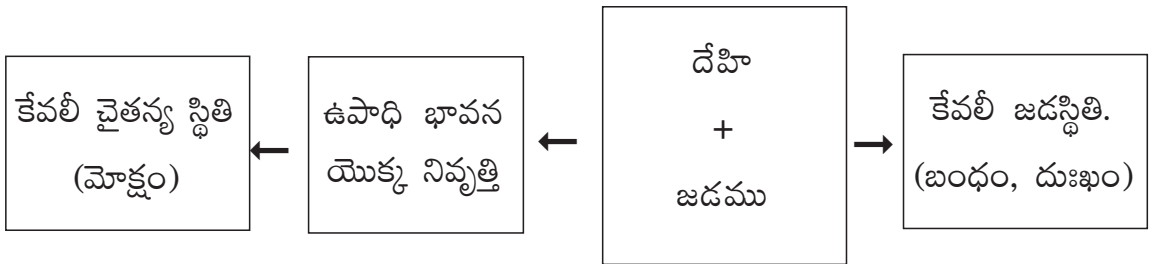 కేవలీ చైతన్య స్థితి
(మోక్షం)
ఉపాధి భావన
యొక్క నివృత్తి
దేహి
+
జడము
కేవలీ జడస్థితి.
(బంధం, దుఃఖం)